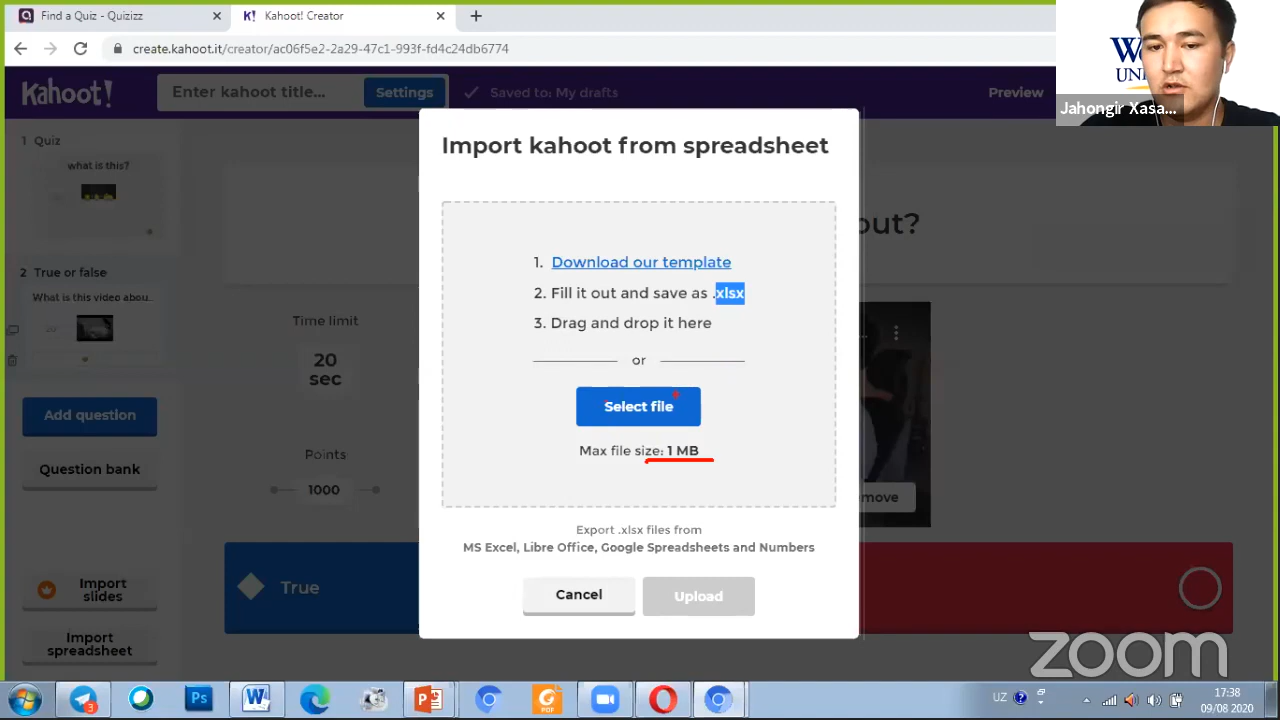 Find a Quiz - Quizizz
K! Kahoot! Creator
create.kahoot.it/creator/ac06f5e2-2a29-47c1-993f-fd4c24db6774
Kahoot!
Enter kahoot title...
Settings
Saved to: My drafts
Preview
Jahongir Xasa...
1 Quiz
what is this?
2 True or false
What is this video abou...
20
Add question
Question bank
Import slides
Import spreadsheet
Time limit
20
sec
Points
1000
out?
Import kahoot from spreadsheet
1. Download our template
2. Fill it out and save as .xlsx
3. Drag and drop it here
or
Select file
Max file size: 1 MB
Export .xlsx files from
MS Excel, Libre Office, Google Spreadsheets and Numbers
Cancel
Upload
True
zoom
3
Ps
W
P
PDF
UZ
17:38
09/08 2020